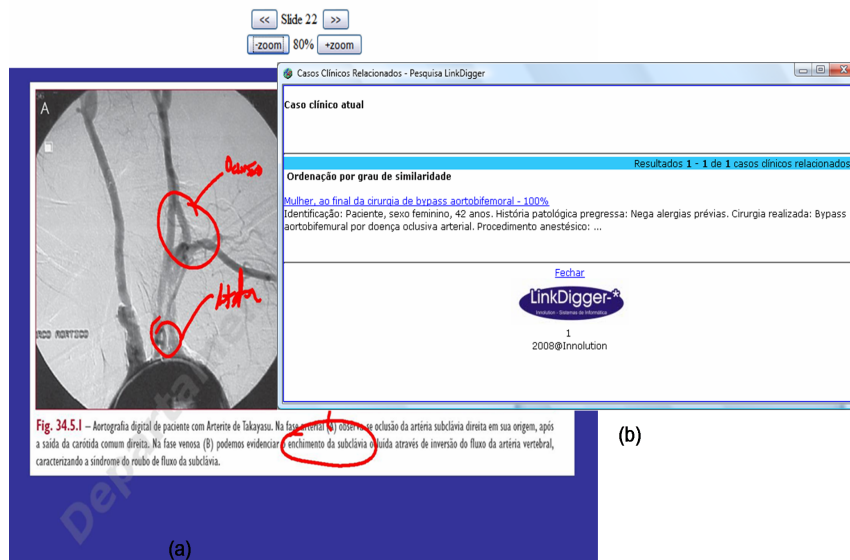 << Slide 22 >>
-zoom 80% +zoom
Casos Clínicos Relacionados - Pesquisa LinkDigger
Caso clínico atual
Resultados 1 - 1 de 1 casos clínicos relacionados
Ordenação por grau de similaridade
Mulher, ao final da cirurgia de bypass aortobifemoral - 100%
Identificação: Paciente, sexo feminino, 42 anos. História patológica pregressa: Nega alergias prévias. Cirurgia realizada: Bypass
aortobifemural por doença oclusiva arterial. Procedimento anestésico: ...
Fechar
LinkDigger-*
Innolution - Sistemas de Informática
1
2008@Innolution
A
ARCO AORTICO
Fig. 34.5.1 – Aortografia digital de paciente com Arterite de Takayasu. Na fase arterial (A) observa-se oclusão da artéria subclávia direita em sua origem, após
a saída da carótida comum direita. Na fase venosa (B) podemos evidenciar o enchimento da subclávia ocluída através de inversão do fluxo da artéria vertebral,
caracterizando a síndrome do roubo de fluxo da subclávia.
(a)
(b)